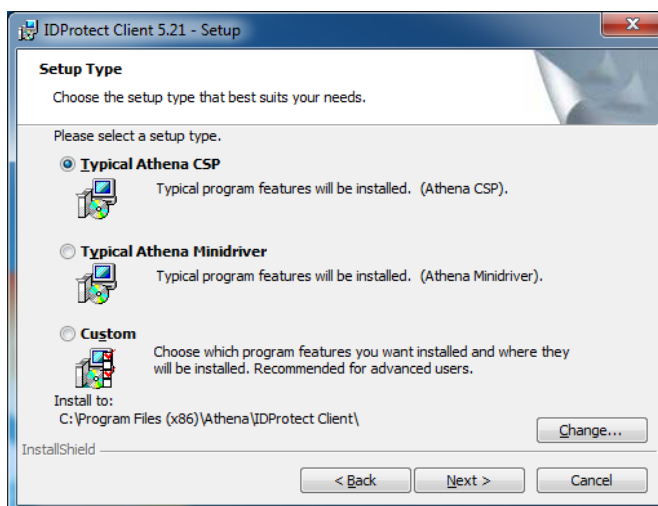 IDProtect Client 5.21 - Setup
Setup Type
Choose the setup type that best suits your needs.
Please select a setup type.
Typical Athena CSP
Typical program features will be installed. (Athena CSP).
Typical Athena Minidriver
Typical program features will be installed. (Athena Minidriver).
Custom
Choose which program features you want installed and where they
will be installed. Recommended for advanced users.
Install to:
C:\Program Files (x86)\Athena\IDProtect Client\
Change...
InstallShield
< Back
Next >
Cancel